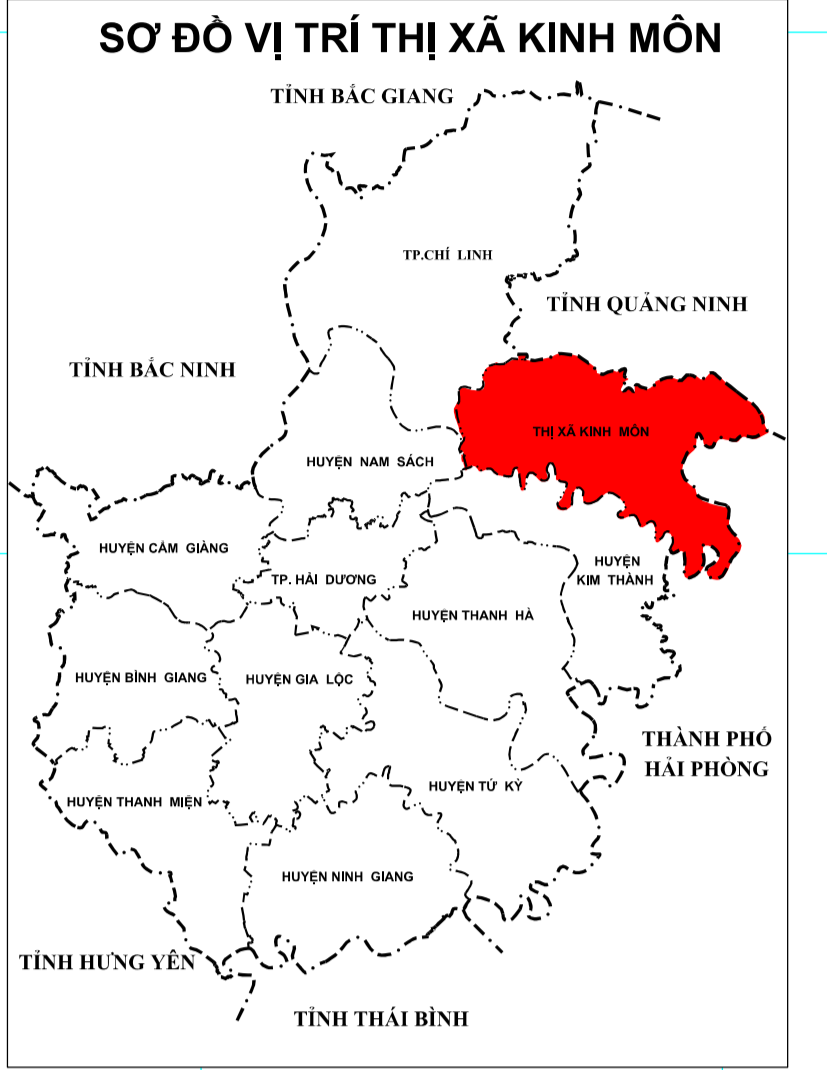 SƠ ĐỒ VỊ TRÍ THỊ XÃ KINH MÔN
TỈNH BẮC GIANG
TP.CHÍ LINH
TỈNH QUẢNG NINH
TỈNH BẮC NINH
THỊ XÃ KINH MÔN
HUYỆN NAM SÁCH
HUYỆN CẨM GIÀNG
HUYỆN
KIM THÀNH
TP. HẢI DƯƠNG
HUYỆN THANH HÀ
HUYỆN BÌNH GIANG
HUYỆN GIA LỘC
THÀNH PHỐ
HẢI PHÒNG
HUYỆN TỨ KỲ
HUYỆN THANH MIỆN
HUYỆN NINH GIANG
TỈNH HƯNG YÊN
TỈNH THÁI BÌNH